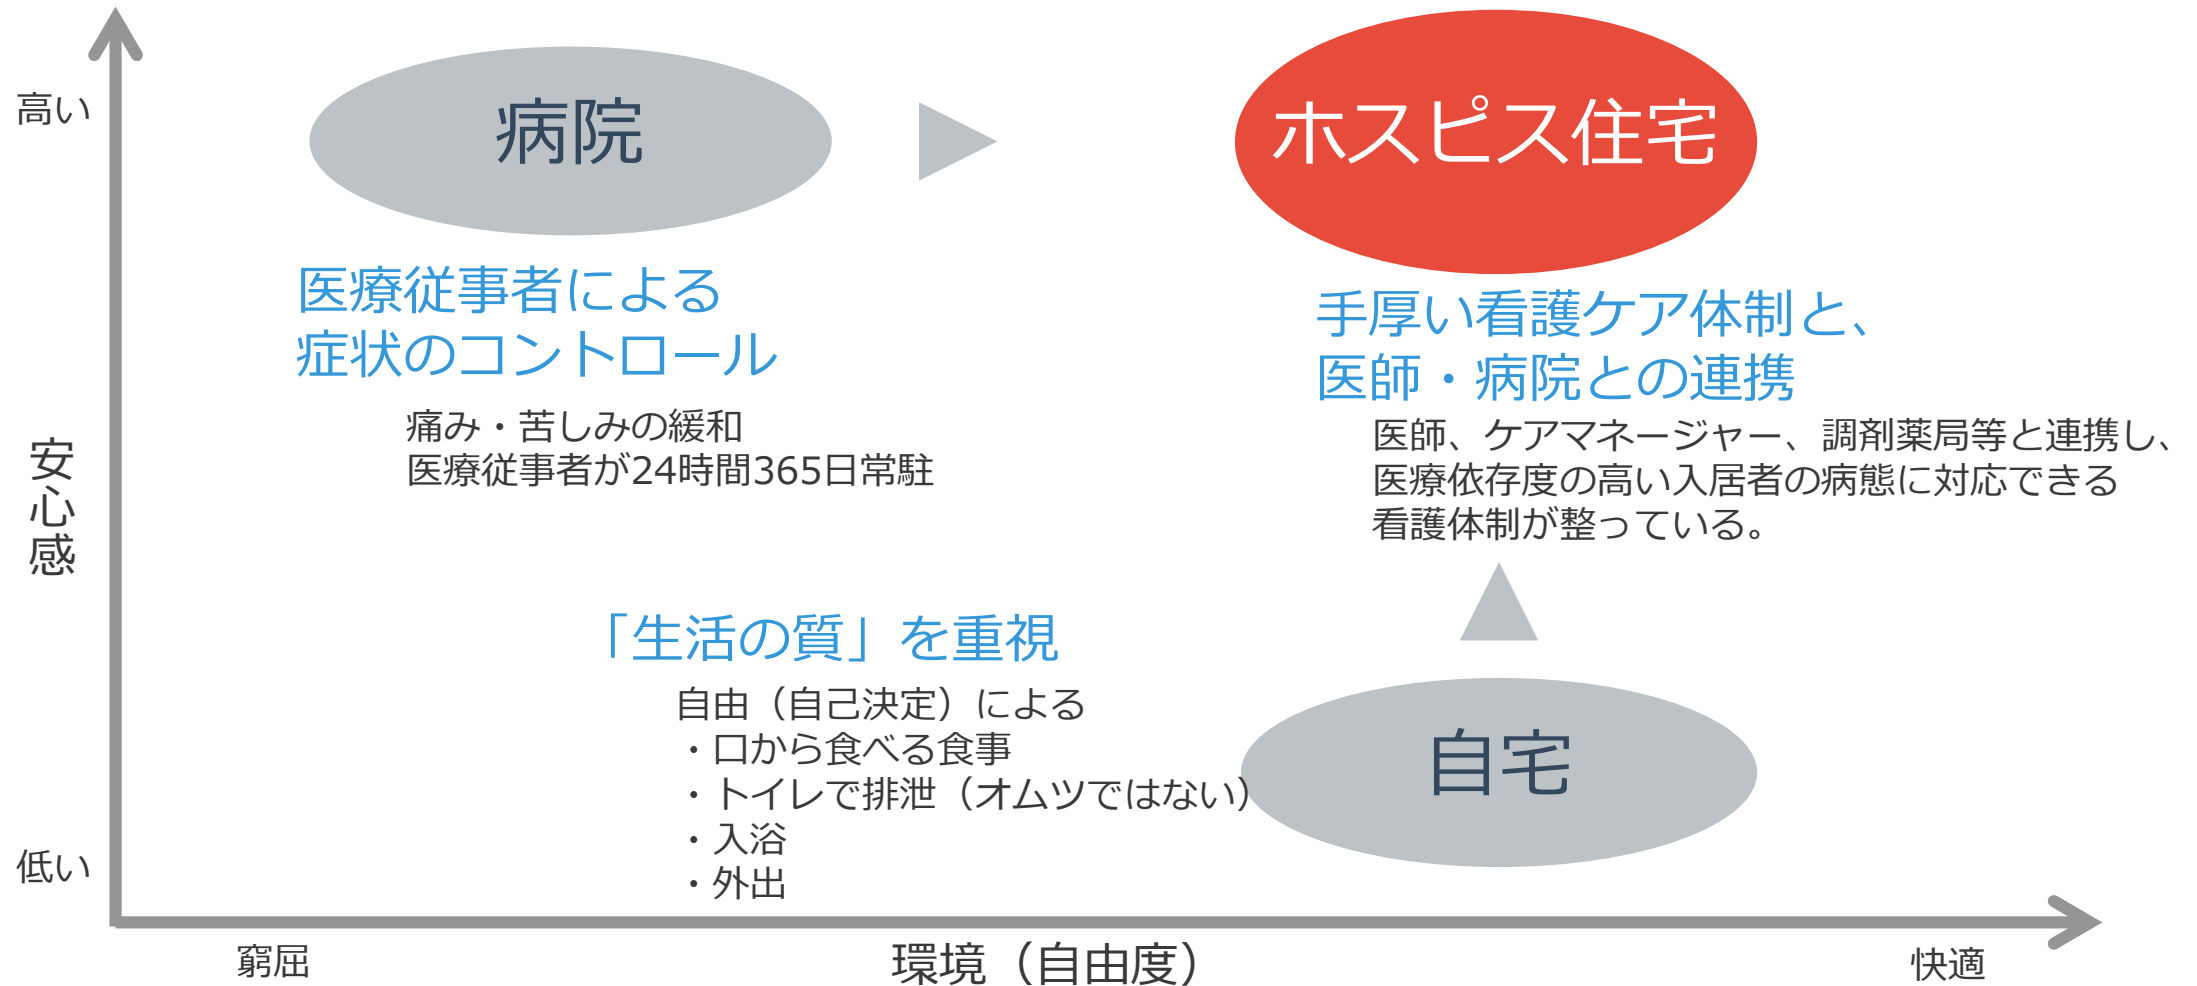 高い
病院
ホスピス住宅
医療従事者による
症状のコントロール
痛み・苦しみの緩和
医療従事者が24時間365日常駐
手厚い看護ケア体制と、
医師・病院との連携
医師、ケアマネージャー、調剤薬局等と連携し、
医療依存度の高い入居者の病態に対応できる
看護体制が整っている。
安心感
「生活の質」を重視
自由（自己決定）による
・口から食べる食事
・トイレで排泄（オムツではない）
・入浴
・外出
自宅
低い
窮屈
環境（自由度）
快適